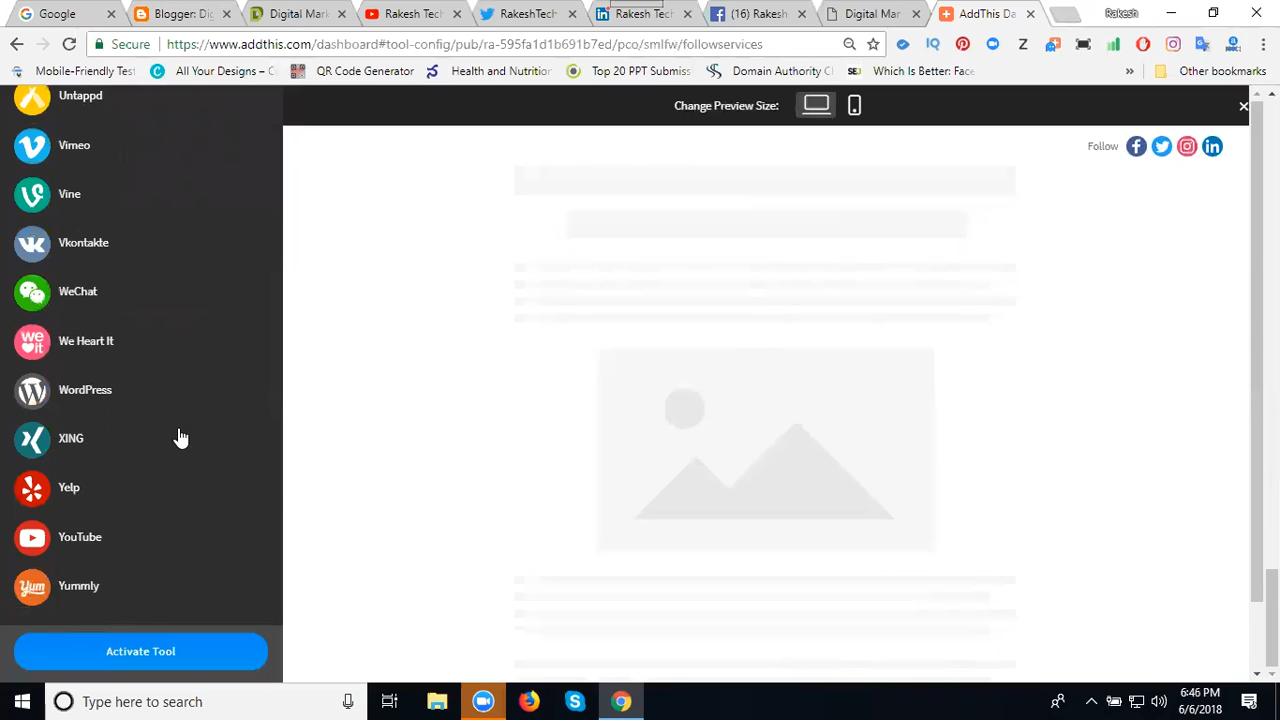 Google
Blogger: Dig
Digital Mark
Rakesh Tech
RakeshTech
Rakesh Tech
(16) Rakesh
Digital Mar
AddThis Da
Rakesh
Secure
https://www.addthis.com/dashboard#tool-config/pub/ra-595fa1d1b691b7ed/pco/smlfw/followservices
Mobile-Friendly Test
All Your Designs – C
QR Code Generator
Health and Nutrition
Top 20 PPT Submiss
Domain Authority Cl
Which Is Better: Face
»
Other bookmarks
Change Preview Size:
Follow
Untappd
Vimeo
Vine
Vkontakte
WeChat
We Heart It
WordPress
XING
Yelp
YouTube
Yummly
Activate Tool
Type here to search
6:46 PM
6/6/2018